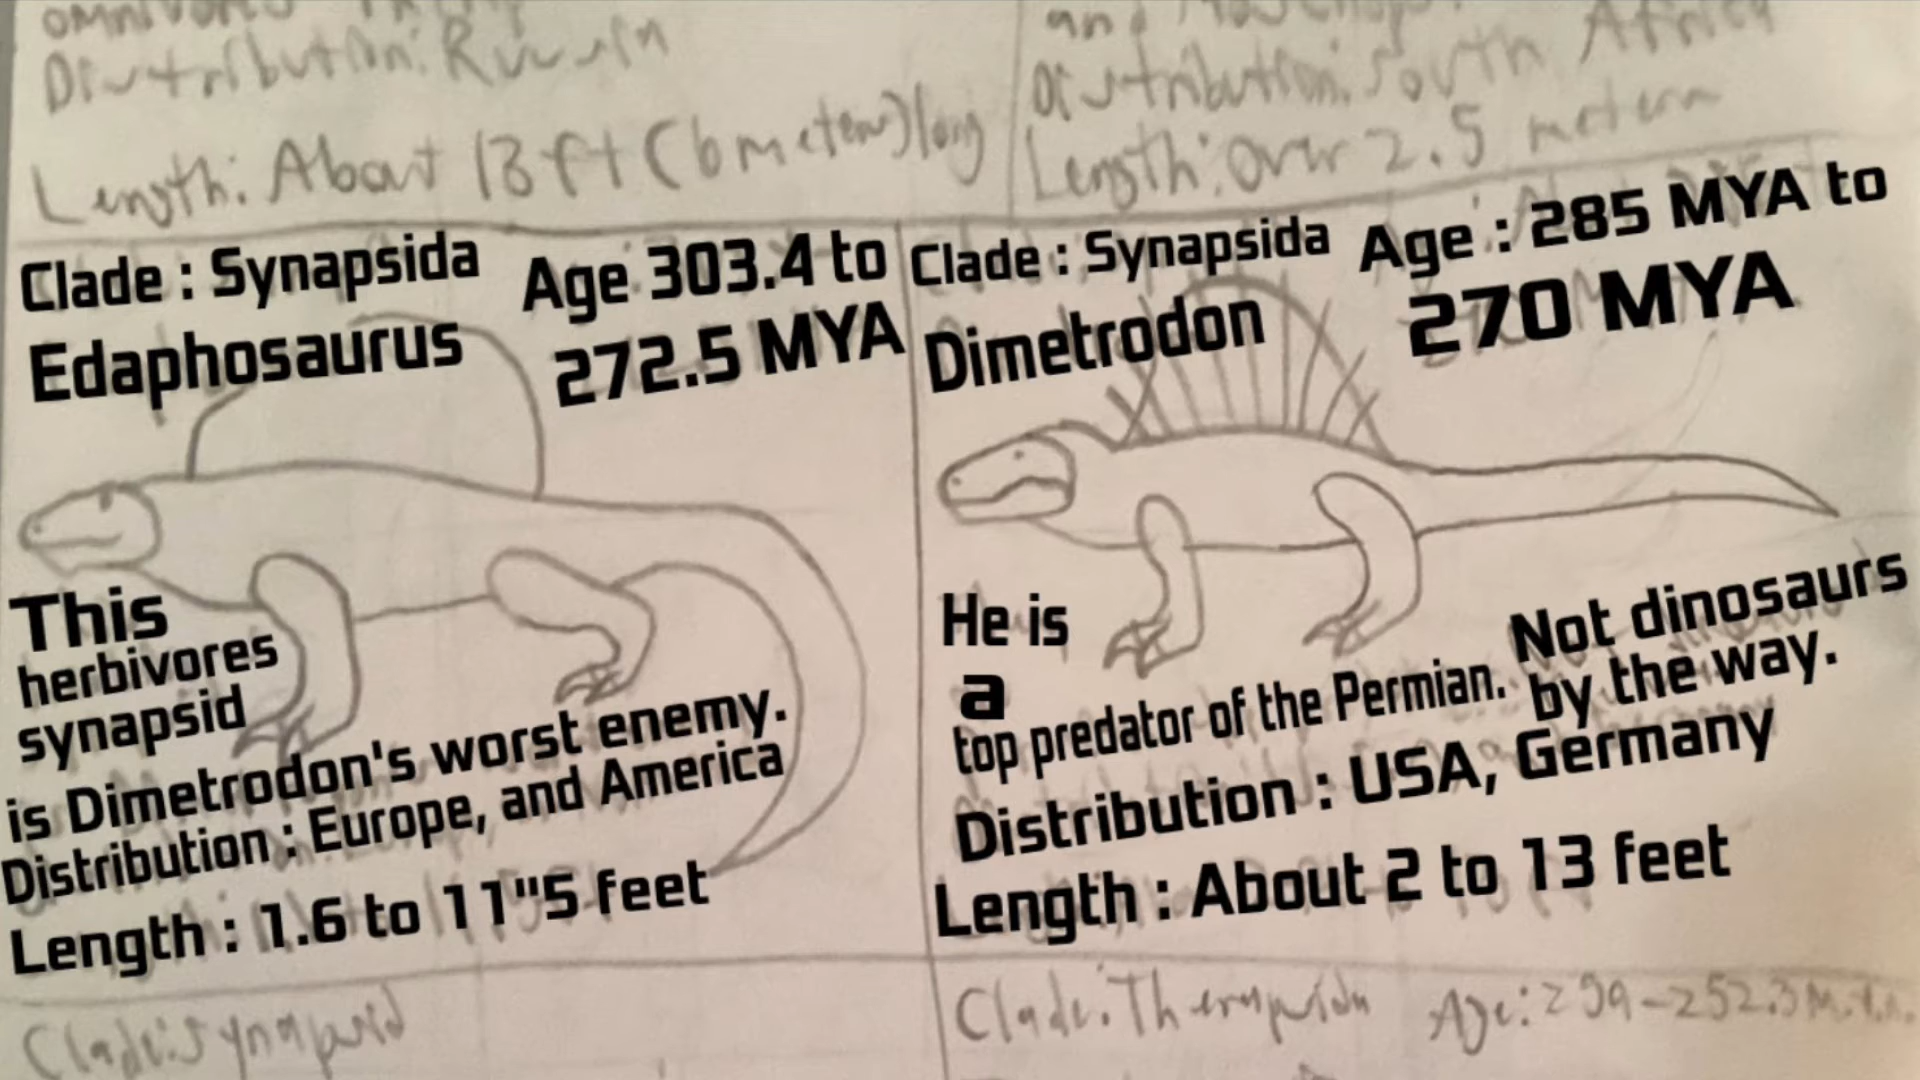 Distribution: Russia
Length: About 13 ft (6 meters) long
and
Distribution: South Africa
Length: Over 2.5 meters
Clade : Synapsida
Edaphosaurus
Age 303.4 to
272.5 MYA
This
herbivores
synapsid
is Dimetrodon's worst enemy.
Distribution : Europe, and America
Length : 1.6 to 11"5 feet
Clade : Synapsida
Dimetrodon
Age : 285 MYA to
270 MYA
He is
a
top predator of the Permian.
Not dinosaurs
by the way.
Distribution : USA, Germany
Length : About 2 to 13 feet
Clade: Synapsid
Clade: Therapsida